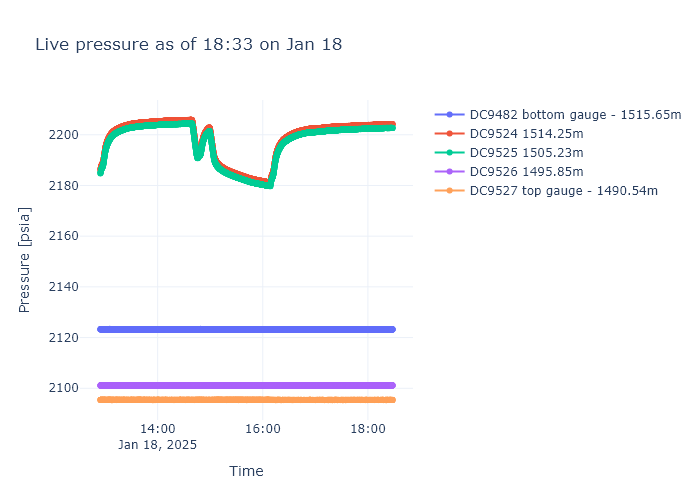 Live pressure as of 18:33 on Jan 18
DC9482 bottom gauge - 1515.65m
DC9524 1514.25m
DC9525 1505.23m
DC9526 1495.85m
DC9527 top gauge - 1490.54m
Pressure [psia]
2200
2180
2160
2140
2120
2100
14:00
Jan 18, 2025
16:00
18:00
Time